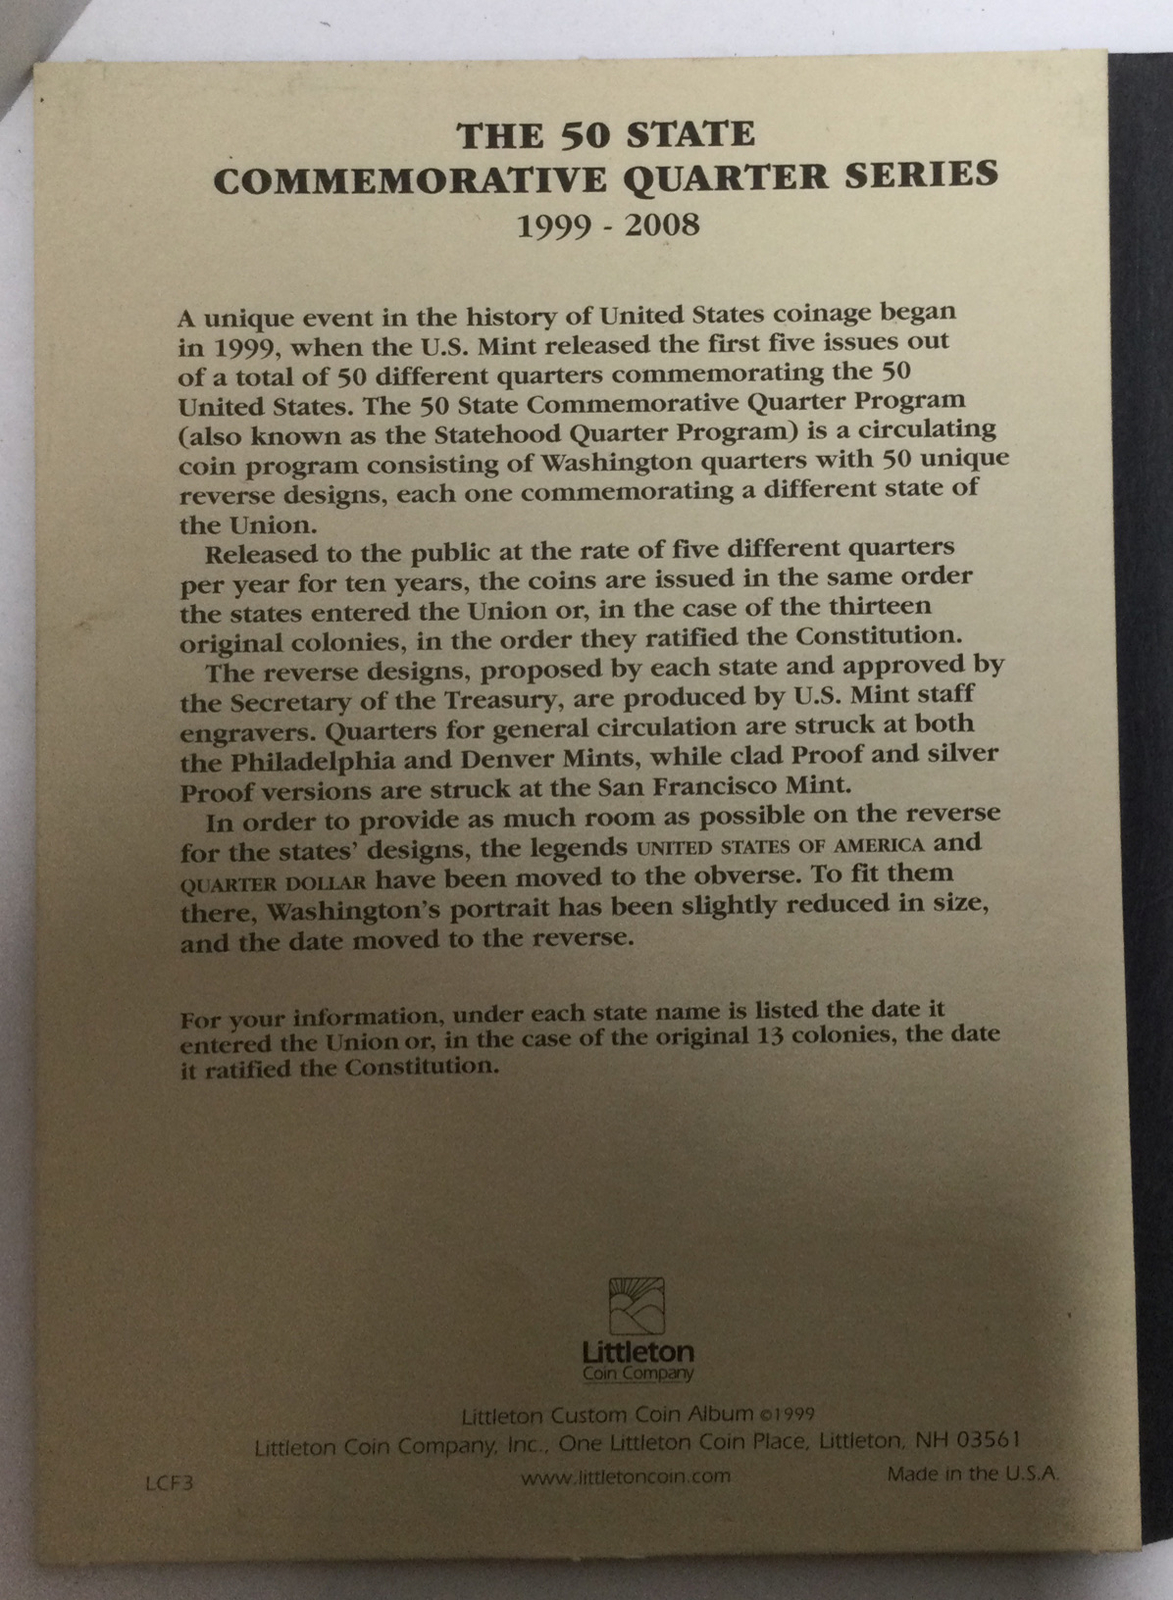 THE 50 STATE
COMMEMORATIVE QUARTER SERIES
1999 - 2008
A unique event in the history of United States coinage began
in 1999, when the U.S. Mint released the first five issues out
of a total of 50 different quarters commemorating the 50
United States. The 50 State Commemorative Quarter Program
(also known as the Statehood Quarter Program) is a circulating
coin program consisting of Washington quarters with 50 unique
reverse designs, each one commemorating a different state of
the Union.
Released to the public at the rate of five different quarters
per year for ten years, the coins are issued in the same order
the states entered the Union or, in the case of the thirteen
original colonies, in the order they ratified the Constitution.
The reverse designs, proposed by each state and approved by
the Secretary of the Treasury, are produced by U.S. Mint staff
engravers. Quarters for general circulation are struck at both
the Philadelphia and Denver Mints, while clad Proof and silver
Proof versions are struck at the San Francisco Mint.
In order to provide as much room as possible on the reverse
for the states' designs, the legends UNITED STATES OF AMERICA and
QUARTER DOLLAR have been moved to the obverse. To fit them
there, Washington's portrait has been slightly reduced in size,
and the date moved to the reverse.
For your information, under each state name is listed the date it
entered the Union or, in the case of the original 13 colonies, the date
it ratified the Constitution.
Littleton
Coin Company
Littleton Custom Coin Album ©1999
Littleton Coin Company, Inc., One Littleton Coin Place, Littleton, NH 03561
LCF3 www.littletoncoin.com Made in the U.S.A.